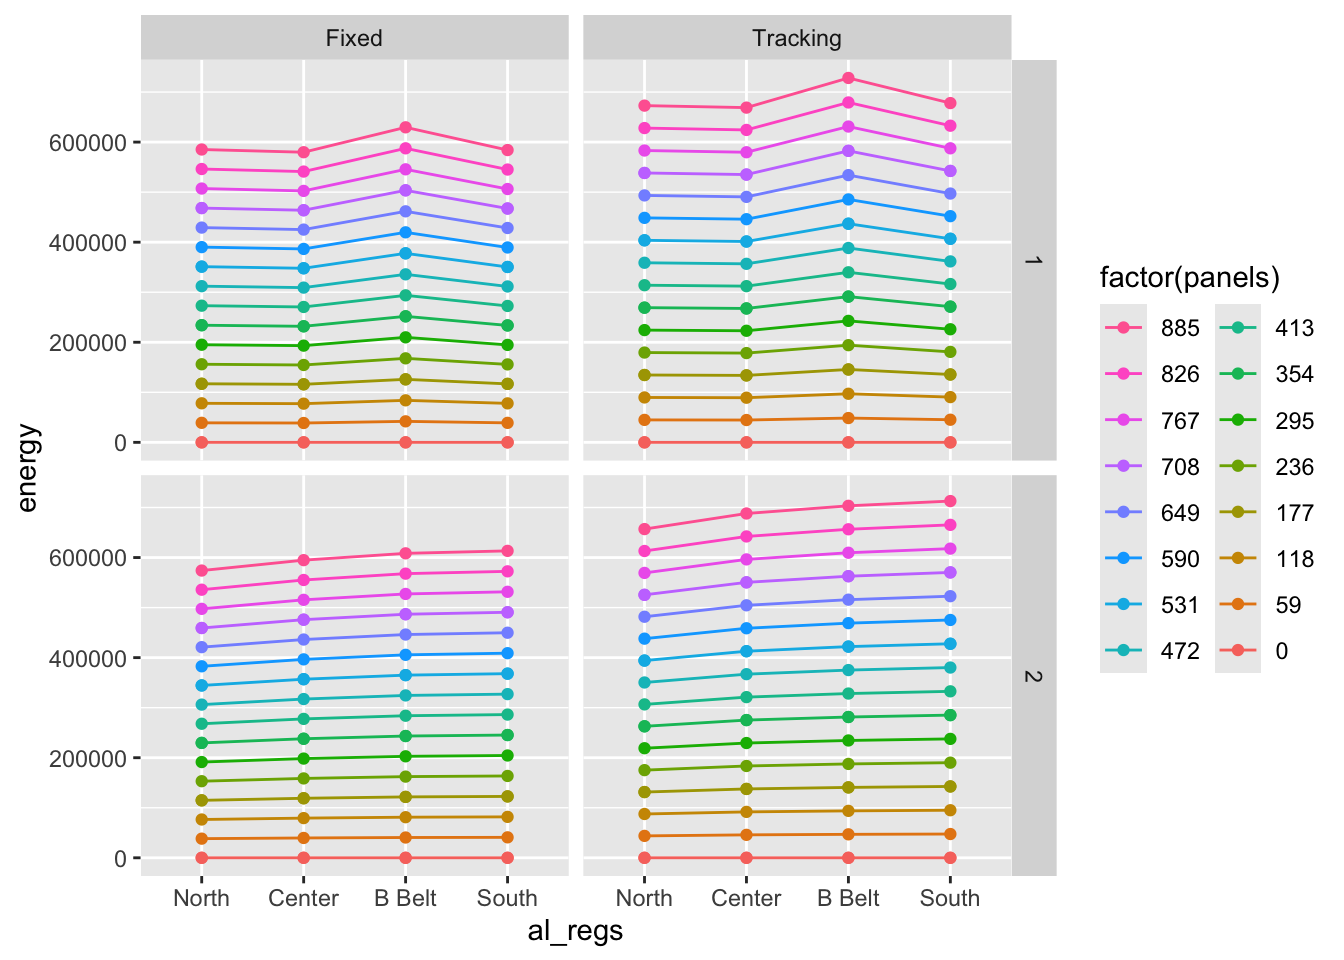 Fixed
Tracking
600000
400000
200000
0
1
600000
400000
200000
0
2
energy
North Center B Belt South
North Center B Belt South
al_regs
factor(panels)
885 413
826 354
767 295
708 236
649 177
590 118
531 59
472 0